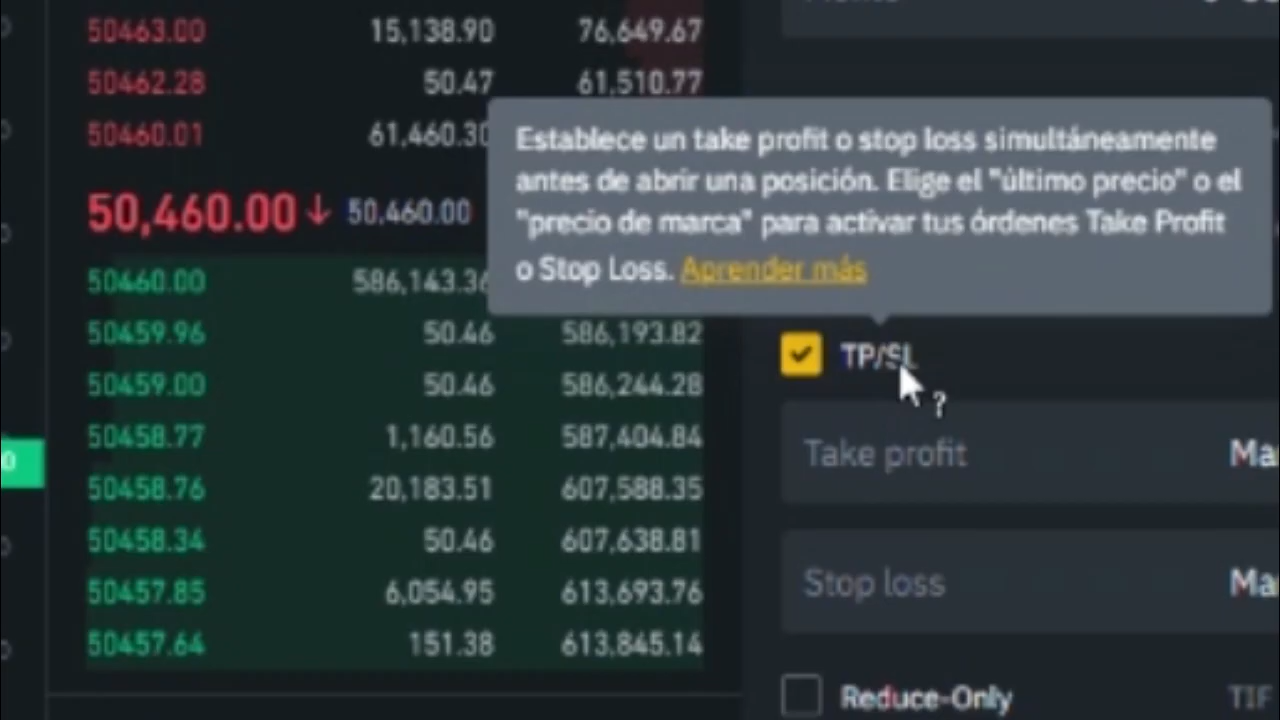 50463.00 15,138.90 76,649.67
50462.28 50.47 61,510.77
50460.01 61,460.30
50,460.00 ↓ 50,460.00
Establece un take profit o stop loss simultáneamente
antes de abrir una posición. Elige el "último precio" o el
"precio de marca" para activar tus órdenes Take Profit
o Stop Loss. Aprender más
50460.00 586,143.36
50459.96 50.46 586,193.82
50459.00 50.46 586,244.28
50458.77 1,160.56 587,404.84
50458.76 20,183.51 607,588.35
50458.34 50.46 607,638.81
50457.85 6,054.95 613,693.76
50457.64 151.38 613,845.14
TP/SL
?
Take profit Ma
Stop loss Ma
Reduce-Only TIF